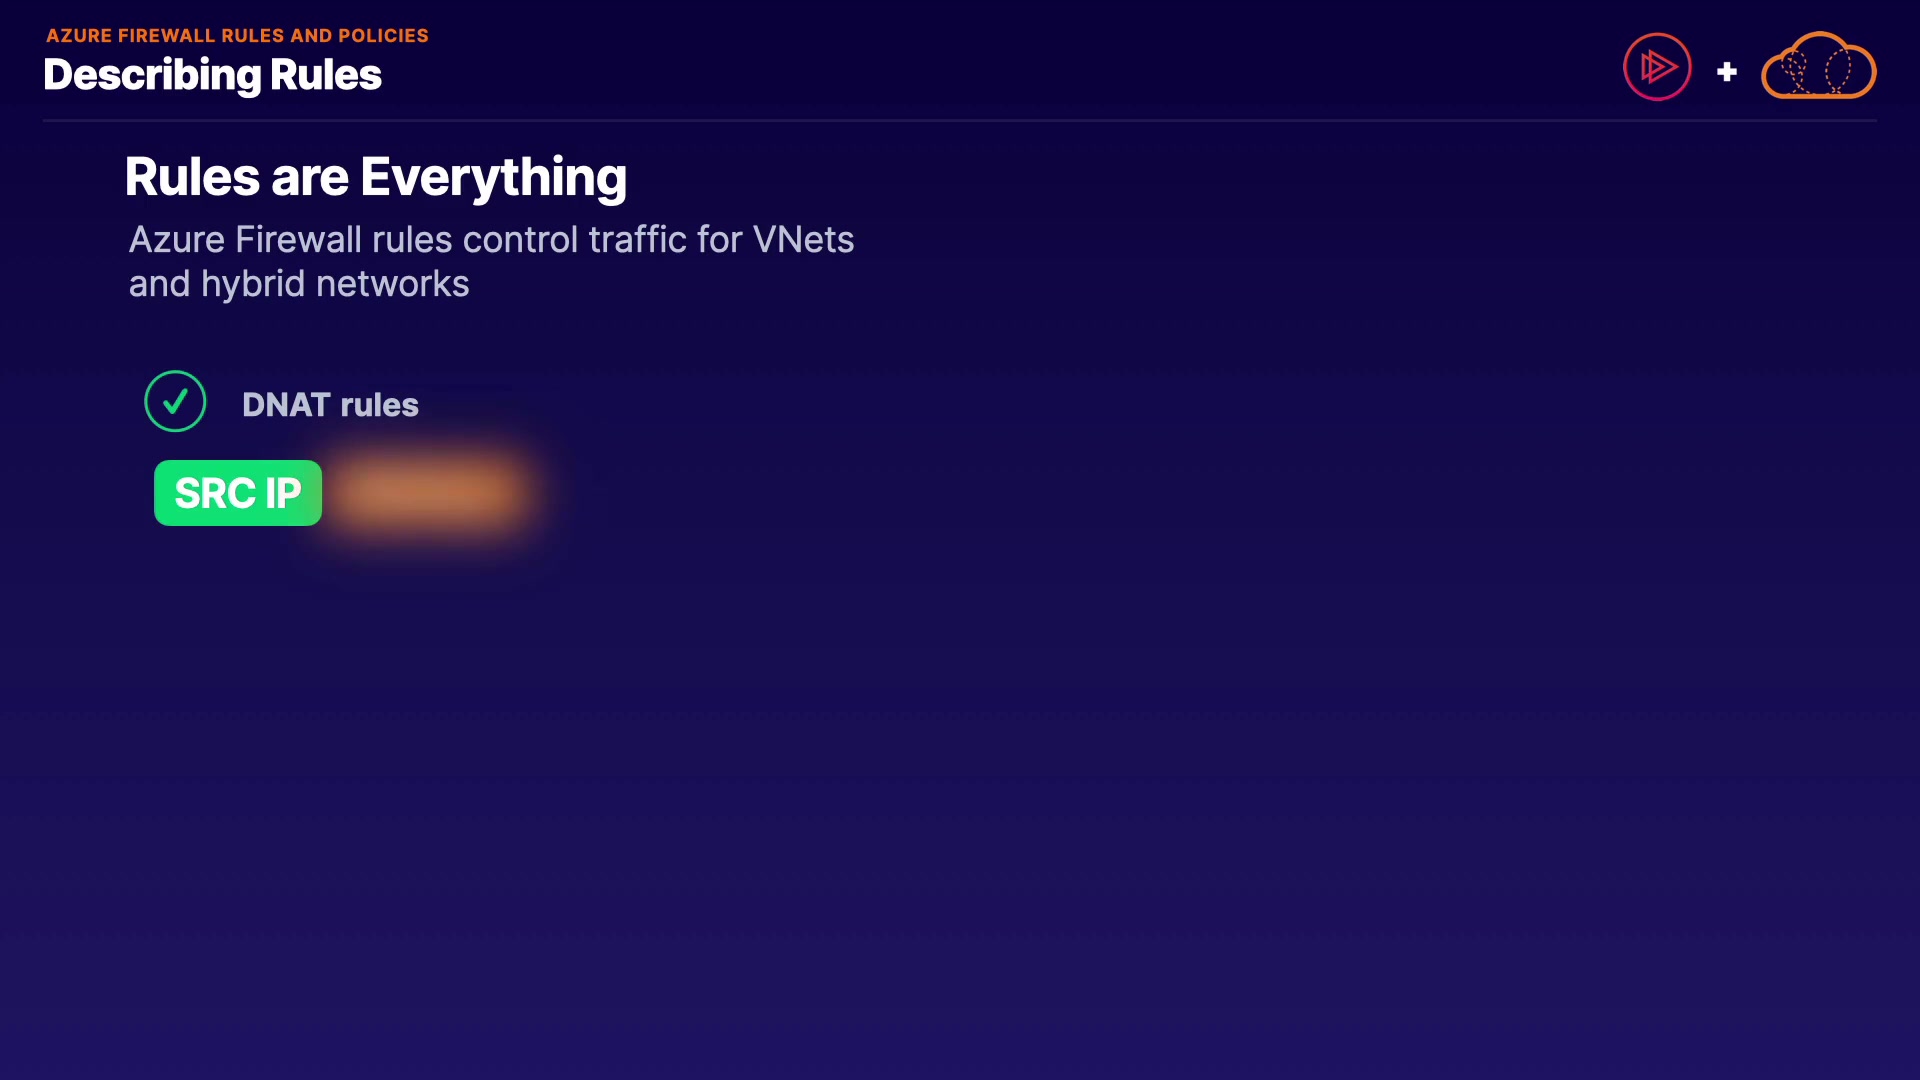 AZURE FIREWALL RULES AND POLICIES
Describing Rules
+
Rules are Everything
Azure Firewall rules control traffic for VNets
and hybrid networks
DNAT rules
SRC IP